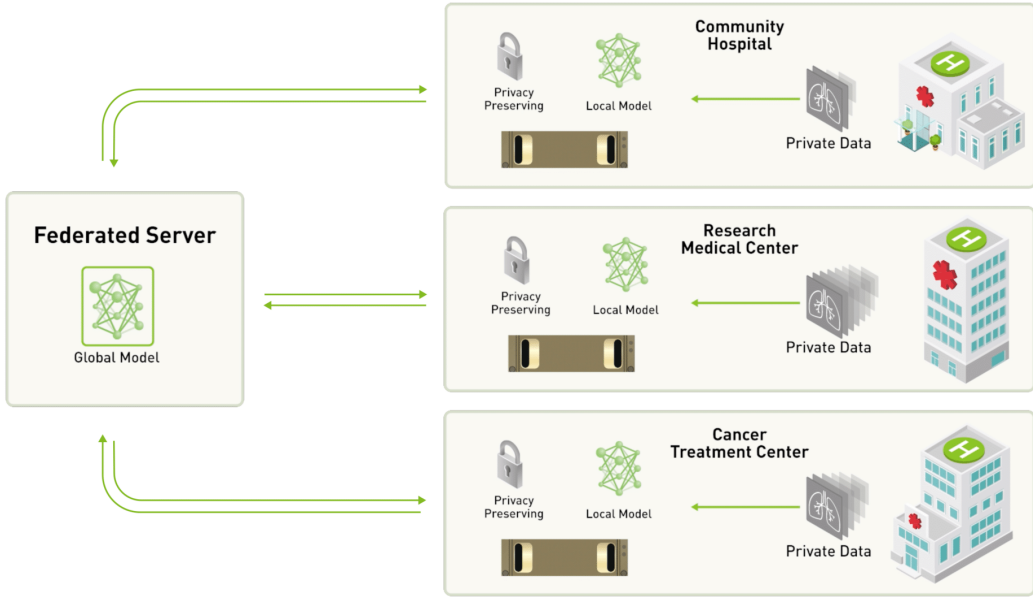 Federated Server
Global Model
Community
Hospital
Privacy
Preserving
Local Model
Private Data
H
Research
Medical Center
Privacy
Preserving
Local Model
Private Data
H
Cancer
Treatment Center
Privacy
Preserving
Local Model
Private Data
H